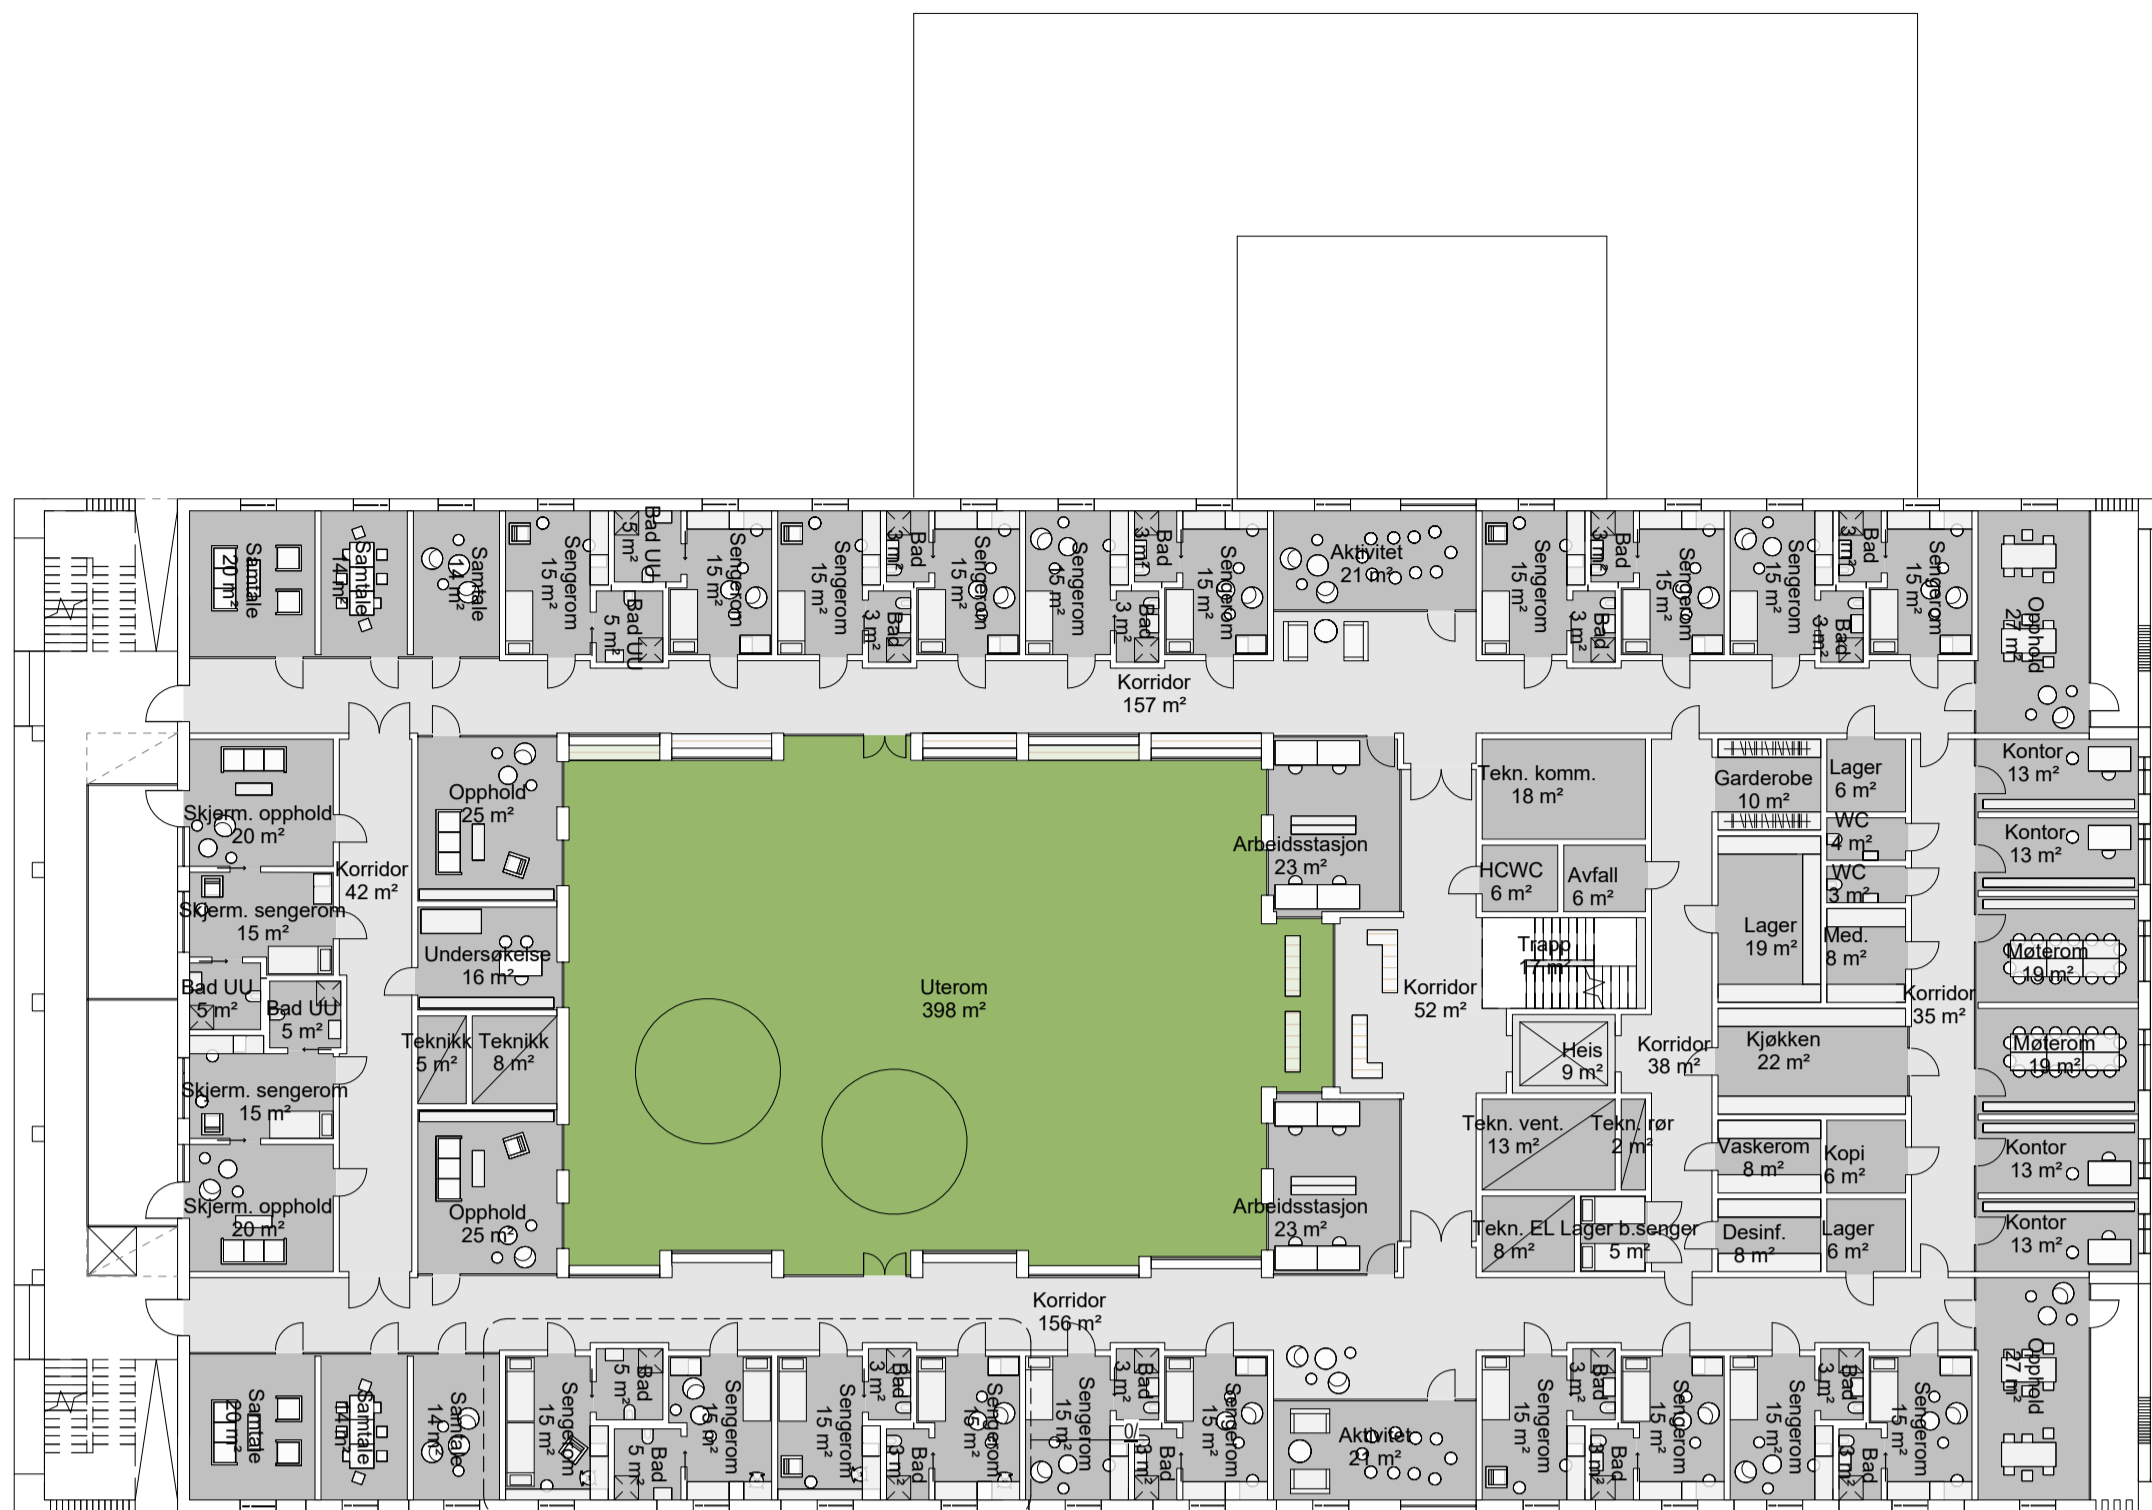 Samtale
20 m²
Samtale
14 m²
Samtale
14 m²
Sengerom
15 m²
Bad UU
5 m²
Bad UU
5 m²
Sengerom
15 m²
Sengerom
15 m²
Bad
3 m²
Bad
3 m²
Sengerom
15 m²
Sengerom
15 m²
Bad
3 m²
Bad
3 m²
Sengerom
15 m²
Aktivitet
21 m²
Sengerom
15 m²
Bad
3 m²
Bad
3 m²
Sengerom
15 m²
Sengerom
15 m²
Bad
3 m²
Bad
3 m²
Sengerom
15 m²
Opphold
27 m²
Korridor
157 m²
Skjerm. opphold
20 m²
Korridor
42 m²
Opphold
25 m²
Skjerm. sengerom
15 m²
Undersøkelse
16 m²
Bad UU
5 m²
Bad UU
5 m²
Teknikk
5 m²
Teknikk
8 m²
Skjerm. sengerom
15 m²
Skjerm. opphold
20 m²
Opphold
25 m²
Uterom
398 m²
Arbeidsstasjon
23 m²
Arbeidsstasjon
23 m²
Korridor
52 m²
Tekn. komm.
18 m²
HCWC
6 m²
Avfall
6 m²
Trapp
17 m²
Heis
9 m²
Korridor
38 m²
Tekn. vent.
13 m²
Tekn. rør
2 m²
Tekn. EL
8 m²
Lager b.senger
5 m²
Garderobe
10 m²
Lager
6 m²
WC
4 m²
WC
3 m²
Lager
19 m²
Med.
8 m²
Kjøkken
22 m²
Vaskerom
8 m²
Kopi
6 m²
Desinf.
8 m²
Lager
6 m²
Korridor
35 m²
Kontor
13 m²
Kontor
13 m²
Møterom
19 m²
Møterom
19 m²
Kontor
13 m²
Kontor
13 m²
Korridor
156 m²
Samtale
20 m²
Samtale
14 m²
Samtale
14 m²
Sengerom
15 m²
Bad
5 m²
Bad
5 m²
Sengerom
15 m²
Sengerom
15 m²
Bad
3 m²
Bad
3 m²
Sengerom
15 m²
Sengerom
15 m²
Bad
3 m²
Bad
3 m²
Sengerom
15 m²
Aktivitet
21 m²
Sengerom
15 m²
Bad
3 m²
Bad
3 m²
Sengerom
15 m²
Sengerom
15 m²
Bad
3 m²
Bad
3 m²
Sengerom
15 m²
Opphold
27 m²